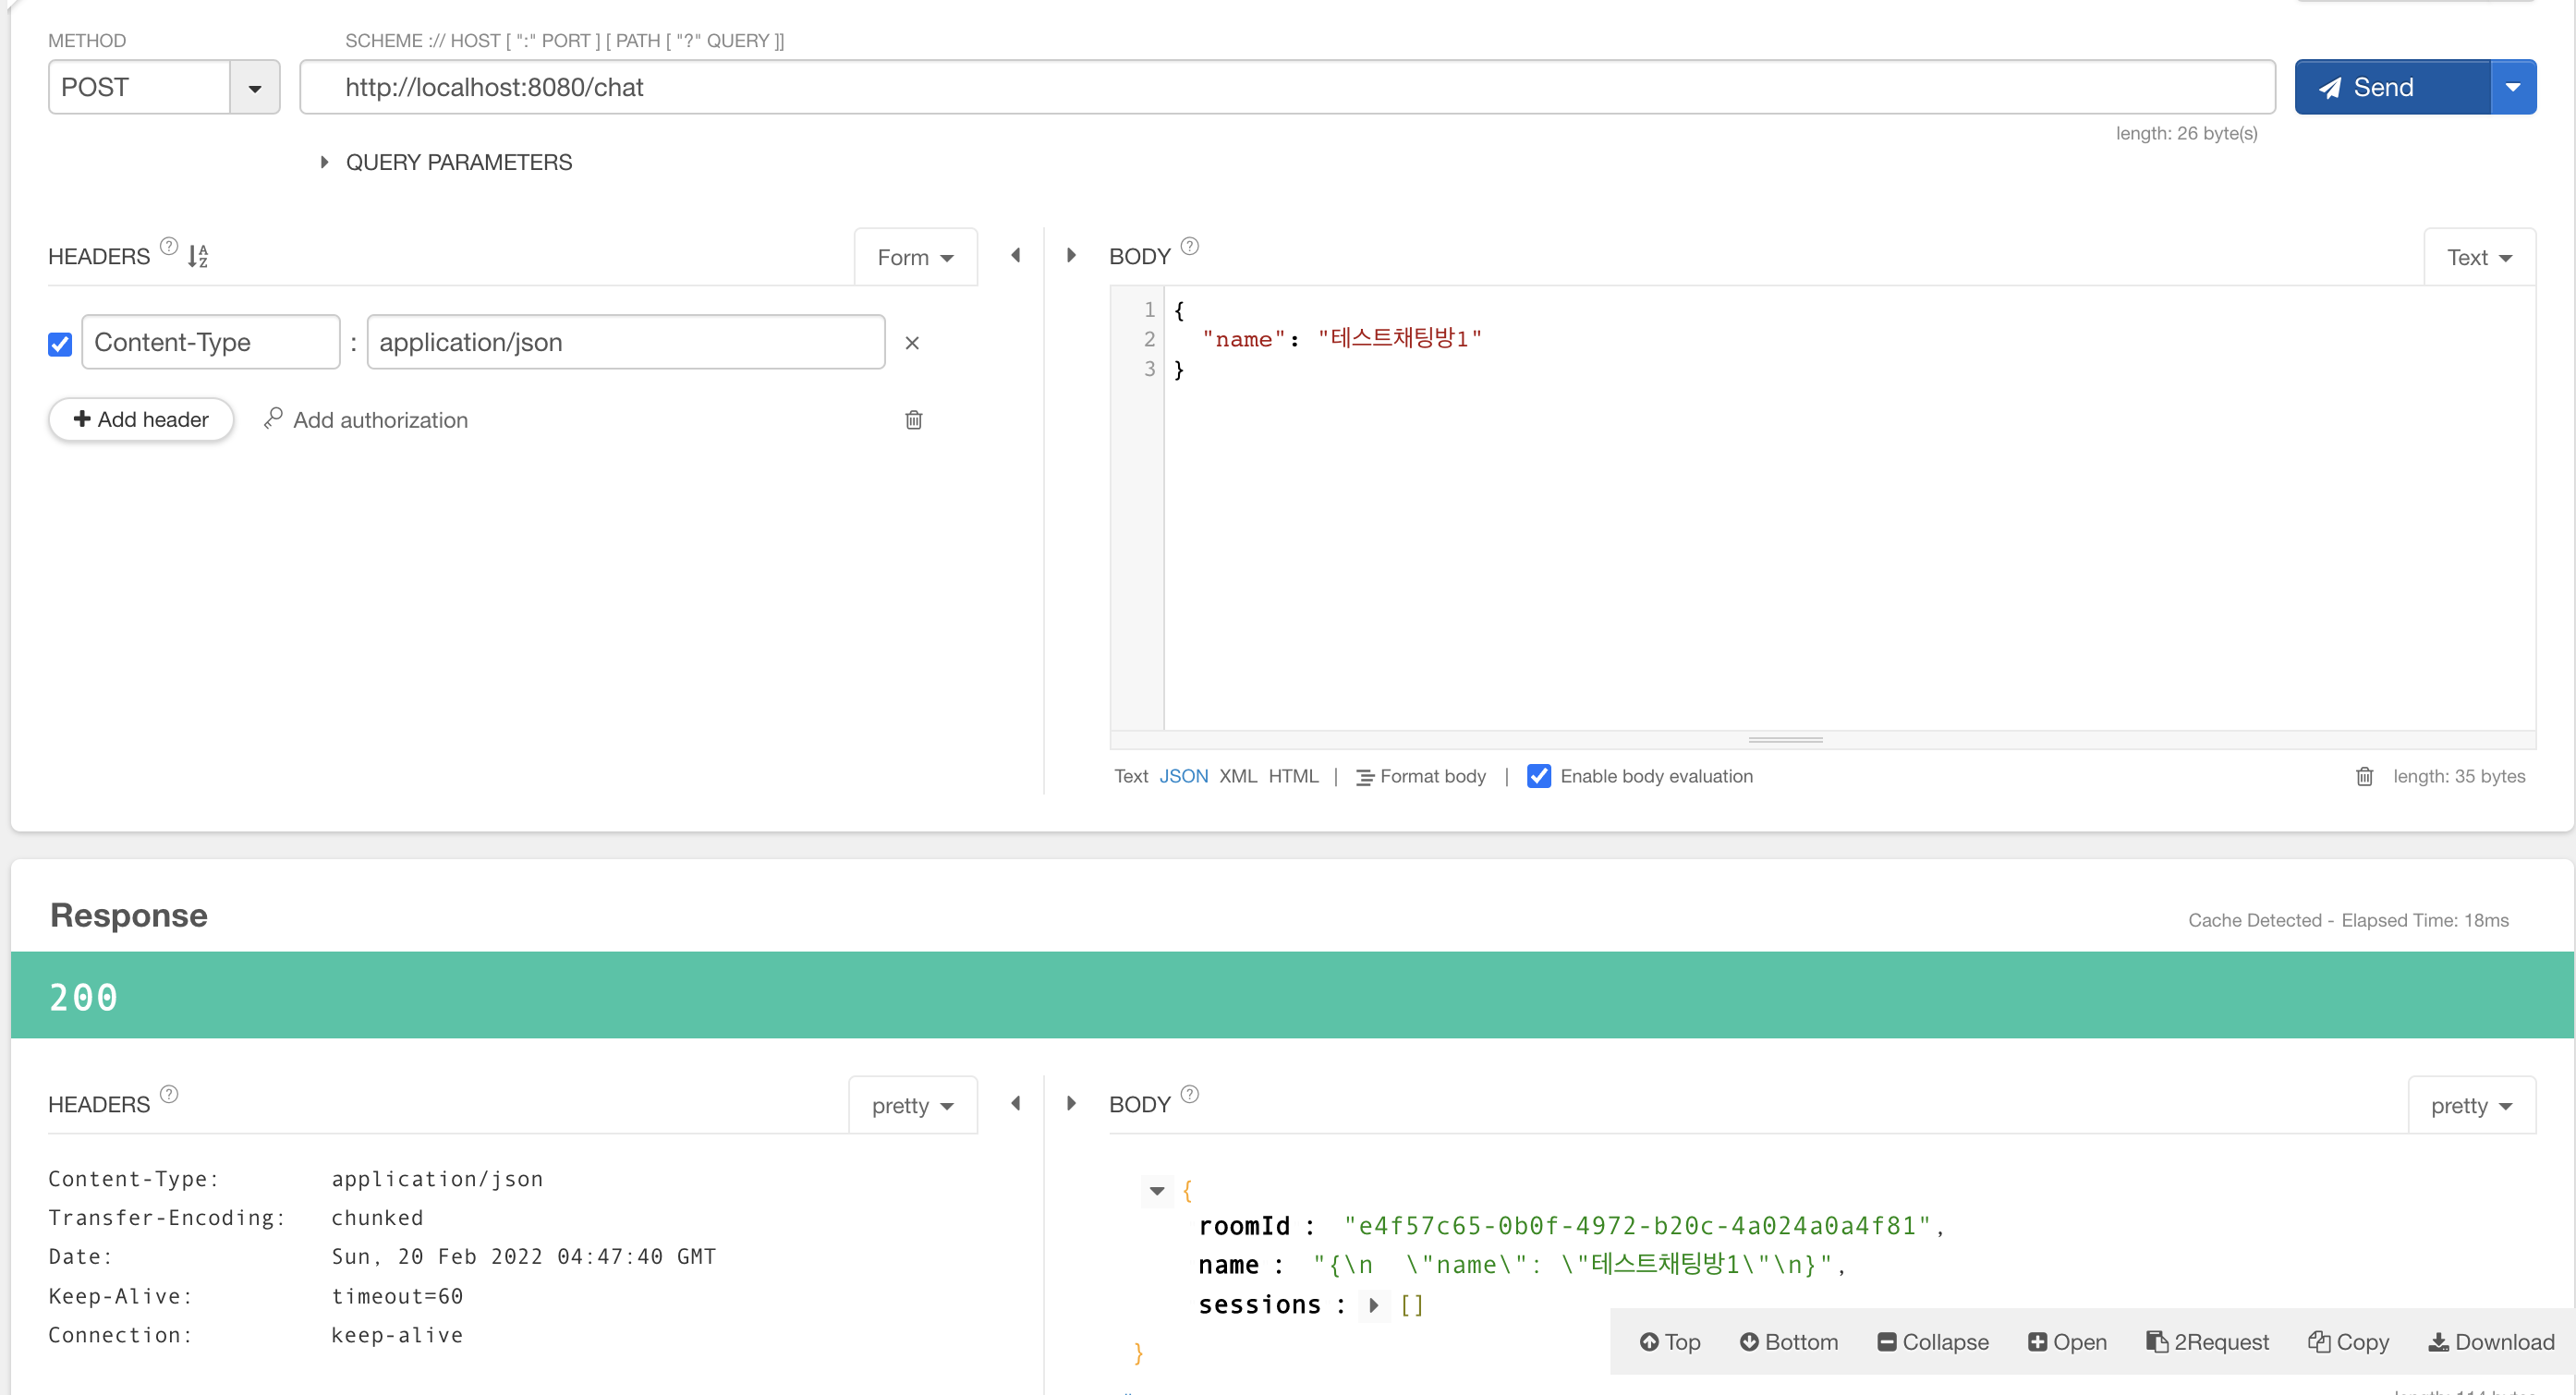 METHOD
SCHEME :// HOST [ ":" PORT ] [ PATH [ "?" QUERY ]]
POST
http://localhost:8080/chat
Send
length: 26 byte(s)
QUERY PARAMETERS
HEADERS ? A Z
Form
BODY ?
Text
Content-Type : application/json ×
+ Add header
Add authorization
1 {
2 "name": "테스트채팅방1"
3 }
Text JSON XML HTML | Format body | Enable body evaluation
length: 35 bytes
Response
Cache Detected - Elapsed Time: 18ms
200
HEADERS ?
pretty
BODY ?
pretty
Content-Type: application/json
Transfer-Encoding: chunked
Date: Sun, 20 Feb 2022 04:47:40 GMT
Keep-Alive: timeout=60
Connection: keep-alive
{
roomId : "e4f57c65-0b0f-4972-b20c-4a024a0a4f81",
name : "{\n  \"name\": \"테스트채팅방1\"\n}",
sessions : []
}
Top Bottom Collapse Open 2Request Copy Download